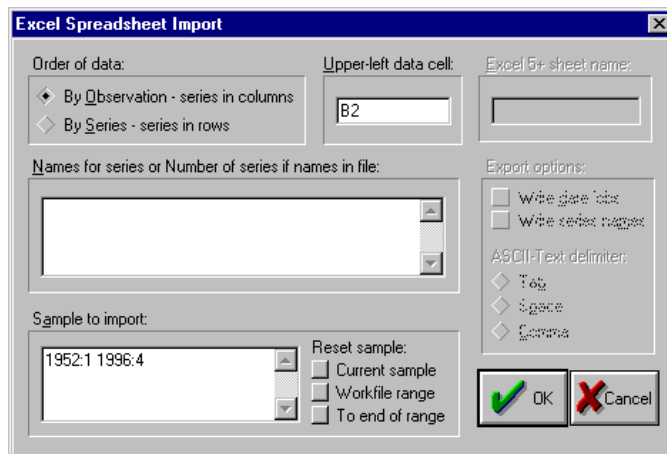 Excel Spreadsheet Import
Order of data:
By Observation - series in columns
By Series - series in rows
Upper-left data cell:
B2
Excel 5+ sheet name:
Names for series or Number of series if names in file:
Export options:
Write date/obs
Write series names
ASCII-Text delimiter:
Tab
Space
Comma
Sample to import:
1952:1 1996:4
Reset sample:
Current sample
Workfile range
To end of range
OK
Cancel